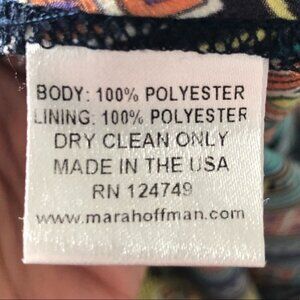 BODY: 100% POLYESTER
LINING: 100% POLYESTER
DRY CLEAN ONLY
MADE IN THE USA
RN 124749
www.marahoffman.com